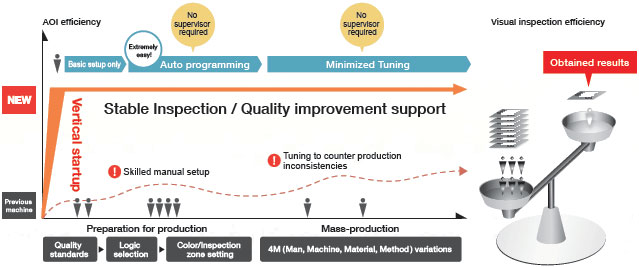 AOI efficiency
Visual inspection efficiency
No
supervisor
required
No
supervisor
required
Extremely
easy!
Basic setup only
Auto programming
Minimized Tuning
Obtained results
NEW
Vertical startup
Stable Inspection / Quality improvement support
Skilled manual setup
Tuning to counter production
inconsistencies
Previous
machine
Preparation for production
Mass-production
Quality
standards
Logic
selection
Color/Inspection
zone setting
4M (Man, Machine, Material, Method) variations